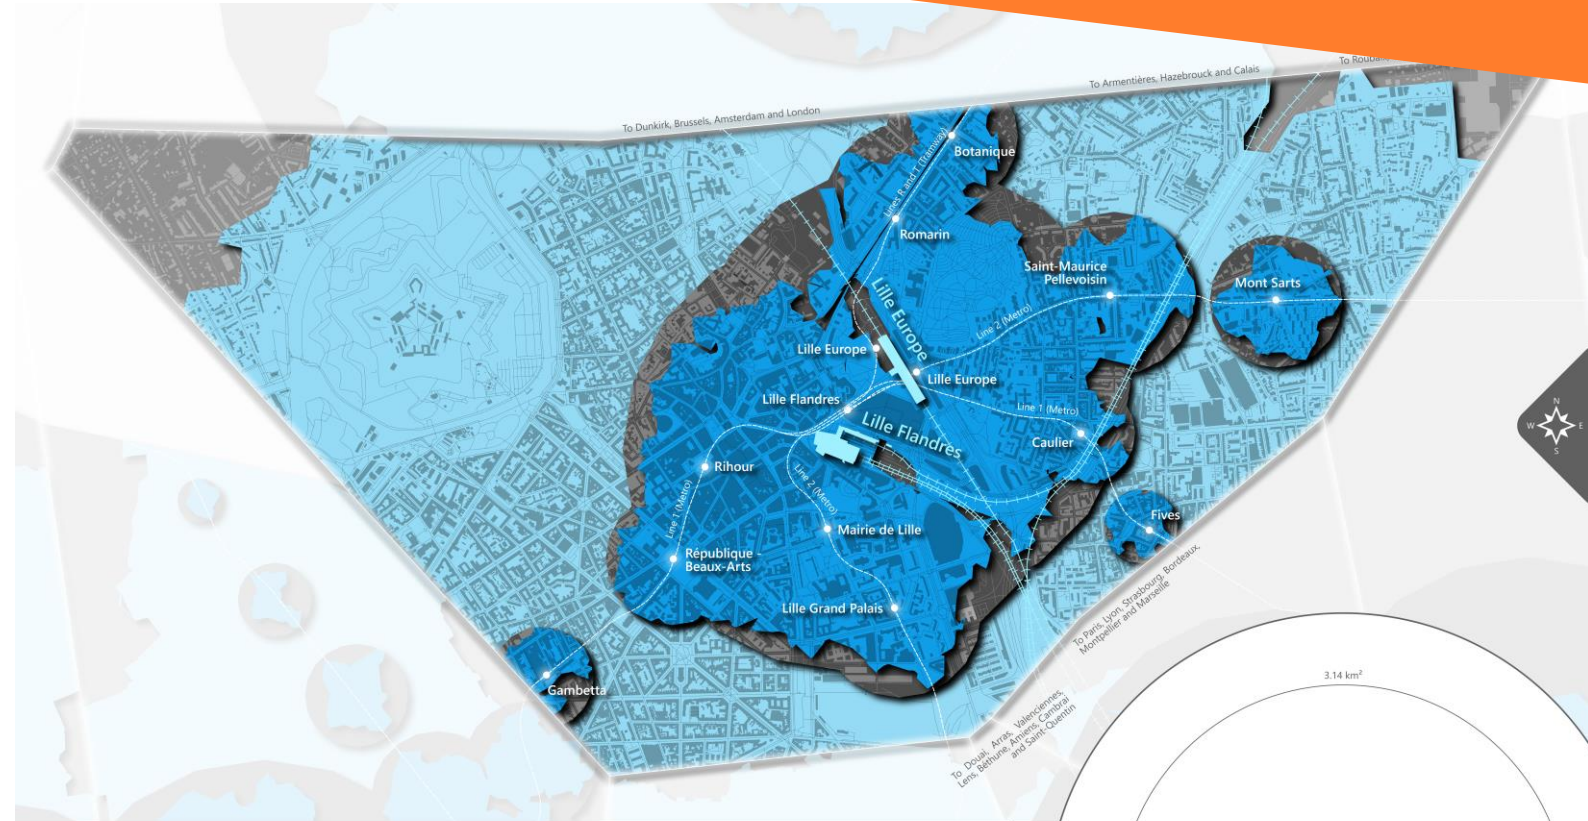 To Roubaix
To Armentières, Hazebrouck and Calais
To Dunkirk, Brussels, Amsterdam and London
Botanique
Lines R and T (Tramway)
Romarin
Saint-Maurice
Pellevoisin
Mont Sarts
Lille Europe
Line 2 (Metro)
Lille Europe
Lille Europe
Lille Flandres
Line 1 (Metro)
Lille Flandres
Caulier
Rihour
Line 2 (Metro)
Line 1 (Metro)
Mairie de Lille
Fives
République -
Beaux-Arts
Lille Grand Palais
Gambetta
To Paris, Lyon, Strasbourg, Bordeaux,
Montpellier and Marseille
To Douai, Arras, Valenciennes,
Lens, Béthune, Amiens, Cambrai
and Saint-Quentin
N
W E
S
3.14 km²